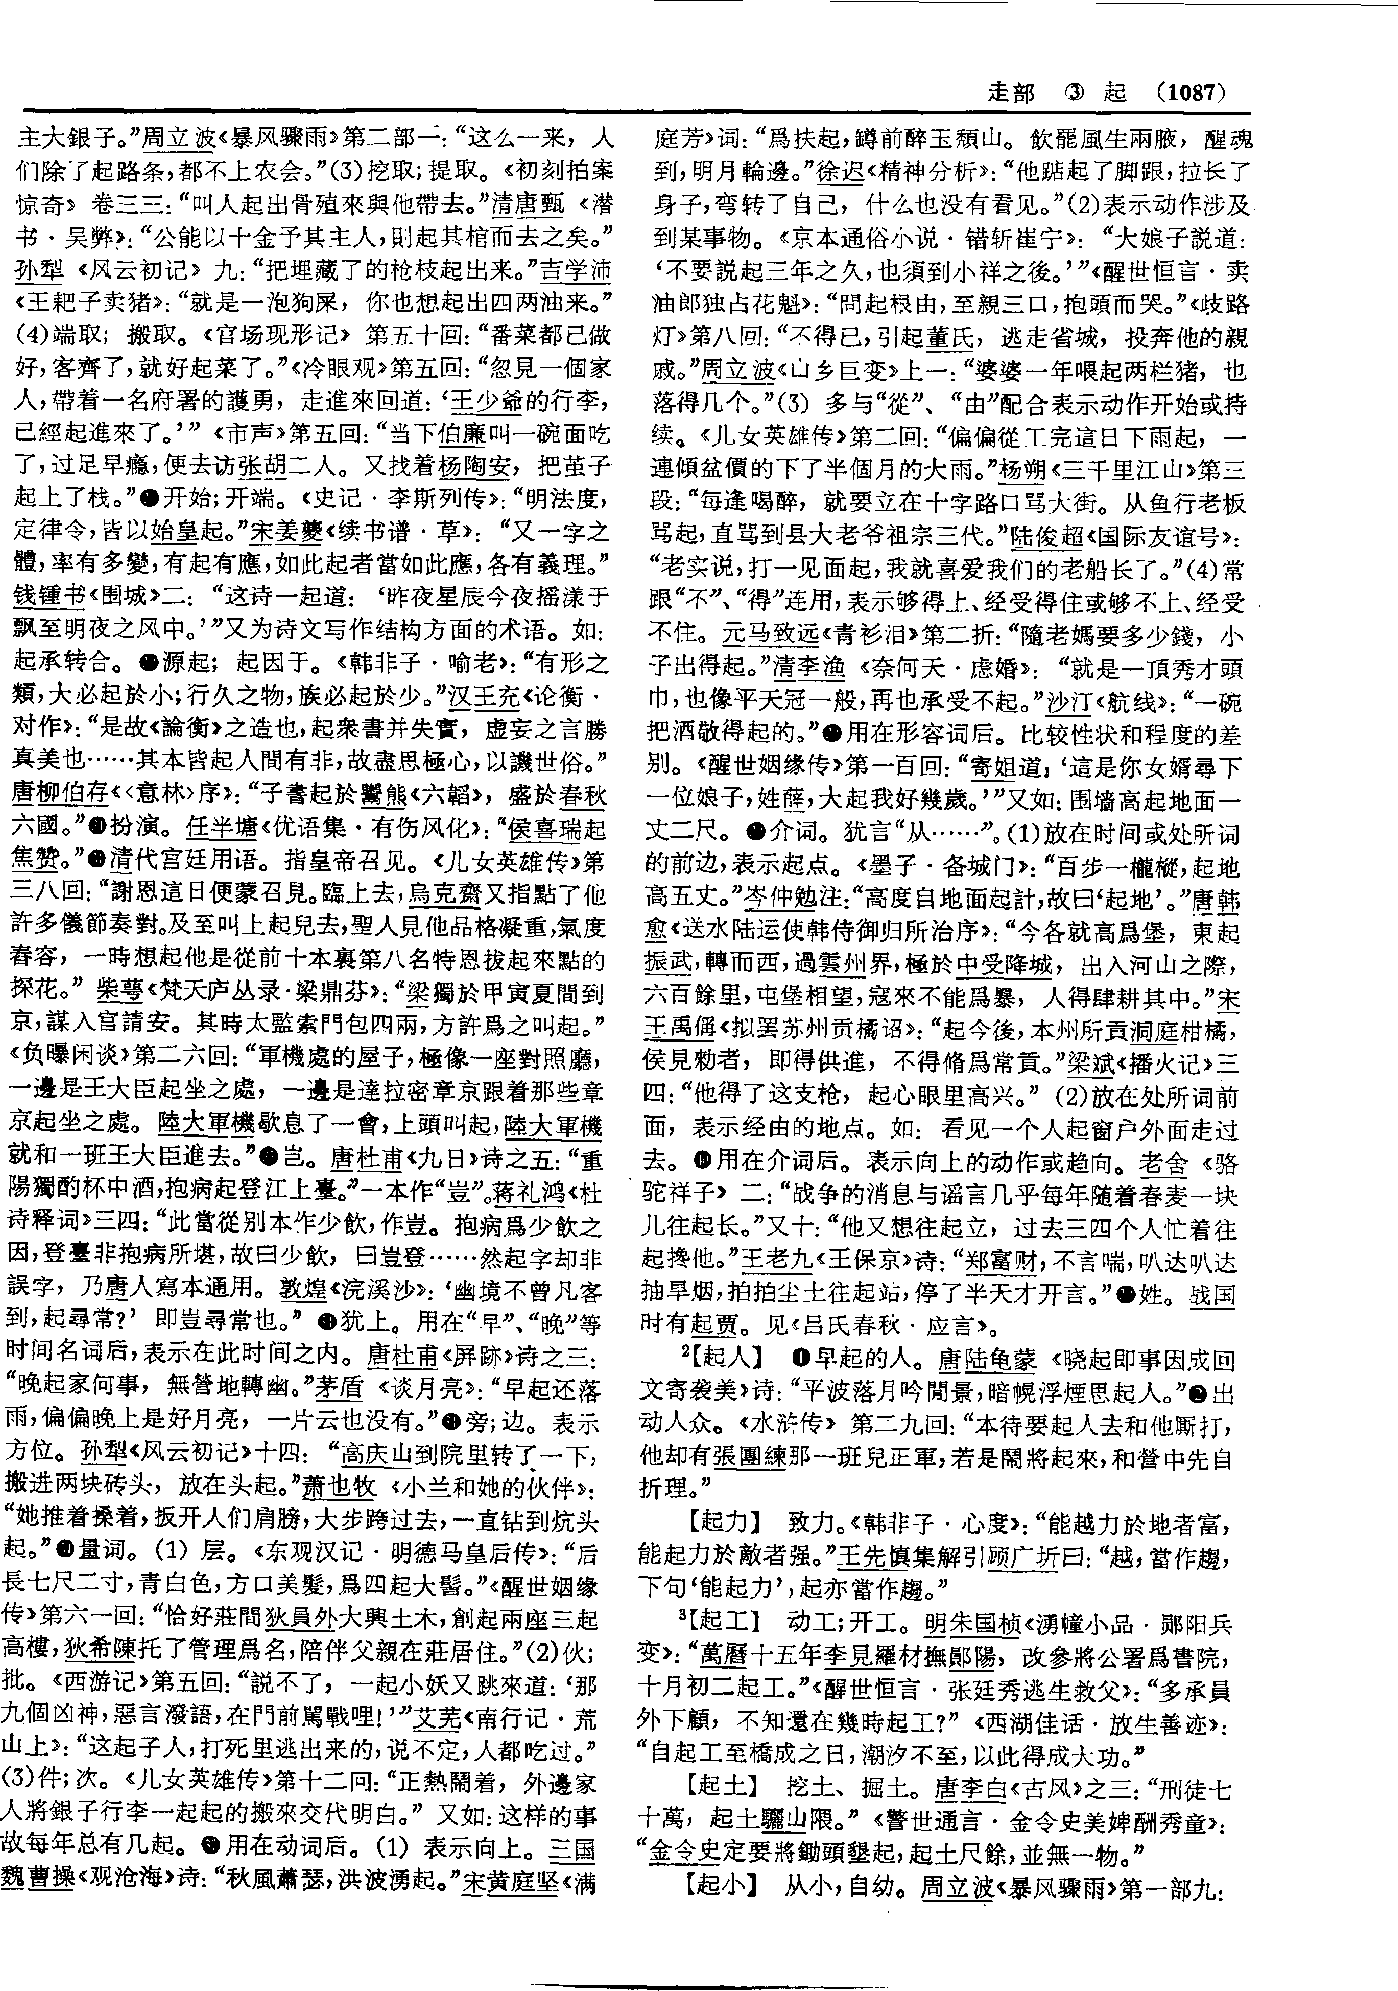 走部 ③ 起 (1087)
主大銀子。”周立波《暴风骤雨》第二部一：“这么一来，人
们除了起路条，都不上农会。”(3)挖取；提取。《初刻拍案
惊奇》卷三三：“叫人起出骨殖來與他帶去。”清唐甄《潜
书·吴弊》：“公能以十金予其主人，則起其棺而去之矣。”
孙犁《风云初记》九：“把埋藏了的枪枝起出来。”吉学沛
《王耙子卖猪》：“就是一泡狗屎，你也想起出四两油来。”
(4)端取；搬取。《官场现形记》第五十回：“番菜都已做
好，客齊了，就好起菜了。”《冷眼观》第五回：“忽見一個家
人，帶着一名府署的護勇，走進來回道：‘王少爺的行李，
已經起進來了。’”《市声》第五回：“当下伯廉叫一碗面吃
了，过足早瘾，便去访张胡二人。又找着杨陶安，把茧子
起上了栈。”●开始；开端。《史记·李斯列传》：“明法度，
定律令，皆以始皇起。”宋姜夔《续书谱·草》：“又一字之
體，率有多變，有起有應，如此起者當如此應，各有義理。”
钱锺书《围城》二：“这诗一起道：‘昨夜星辰今夜摇漾于
飘至明夜之风中。’”又为诗文写作结构方面的术语。如：
起承转合。●源起；起因于。《韩非子·喻老》：“有形之
類，大必起於小；行久之物，族必起於少。”汉王充《论衡·
对作》：“是故《論衡》之造也，起衆書并失實，虚妄之言勝
真美也……其本皆起人間有非，故盡思極心，以譏世俗。”
唐柳伯存《〈意林〉序》：“子書起於鬻熊《六韜》，盛於春秋
六國。”●扮演。任半塘《优语集·有伤风化》：“侯喜瑞起
焦赞。”●清代宫廷用语。指皇帝召见。《儿女英雄传》第
三八回：“謝恩這日便蒙召見。臨上去，烏克齋又指點了他
許多儀節奏對。及至叫上起兒去，聖人見他品格凝重，氣度
舂容，一時想起他是從前十本裏第八名特恩拔起來點的
探花。”柴萼《梵天庐丛录·梁鼎芬》：“梁獨於甲寅夏間到
京，謀入宫請安。其時太監索門包四兩，方許爲之叫起。”
《负曝闲谈》第二六回：“軍機處的屋子，極像一座對照廳，
一邊是王大臣起坐之處，一邊是達拉密章京跟着那些章
京起坐之處。陸大軍機歇息了一會，上頭叫起，陸大軍機
就和一班王大臣進去。”●岂。唐杜甫《九日》诗之五：“重
陽獨酌杯中酒，抱病起登江上臺。”一本作“豈”。蒋礼鸿《杜
诗释词》三四：“此當從别本作少飲，作豈。抱病爲少飲之
因，登臺非抱病所堪，故曰少飲，曰豈登……然起字却非
誤字，乃唐人寫本通用。敦煌《浣溪沙》：‘幽境不曾凡客
到，起尋常？’即豈尋常也。”●犹上。用在“早”、“晚”等
时间名词后，表示在此时间之内。唐杜甫《屏跡》诗之三：
“晚起家何事，無營地轉幽。”茅盾《谈月亮》：“早起还落
雨，偏偏晚上是好月亮，一片云也没有。”●旁；边。表示
方位。孙犁《风云初记》十四：“高庆山到院里转了一下，
搬进两块砖头，放在头起。”萧也牧《小兰和她的伙伴》：
“她推着搡着，扳开人们肩膀，大步跨过去，一直钻到炕头
起。”●量词。(1)层。《东观汉记·明德马皇后传》：“后
長七尺二寸，青白色，方口美髮，爲四起大髻。”《醒世姻缘
传》第六一回：“恰好莊間狄員外大興土木，創起兩座三起
高樓，狄希陳托了管理爲名，陪伴父親在莊居住。”(2)伙；
批。《西游记》第五回：“說不了，一起小妖又跳來道：‘那
九個凶神，惡言潑語，在門前駡戰哩！’”艾芜《南行记·荒
山上》：“这起子人，打死里逃出来的，说不定，人都吃过。”
(3)件；次。《儿女英雄传》第十二回：“正熱鬧着，外邊家
人將銀子行李一起起的搬來交代明白。”又如：这样的事
故每年总有几起。●用在动词后。(1)表示向上。三国
魏曹操《观沧海》诗：“秋風蕭瑟，洪波湧起。”宋黄庭坚《满
庭芳》词：“爲扶起，罇前醉玉頹山。飲罷風生兩腋，醒魂
到，明月輪邊。”徐迟《精神分析》：“他踮起了脚跟，拉长了
身子，弯转了自己，什么也没有看见。”(2)表示动作涉及
到某事物。《京本通俗小说·错斩崔宁》：“大娘子説道：
‘不要説起三年之久，也須到小祥之後。’”《醒世恒言·卖
油郎独占花魁》：“問起根由，至親三口，抱頭而哭。”《歧路
灯》第八回：“不得已，引起董氏，逃走省城，投奔他的親
戚。”周立波《山乡巨变》上一：“婆婆一年喂起两栏猪，也
落得几个。”(3)多与“從”、“由”配合表示动作开始或持
续。《儿女英雄传》第二回：“偏偏從工完這日下雨起，一
連傾盆價的下了半個月的大雨。”杨朔《三千里江山》第三
段：“每逢喝醉，就要立在十字路口骂大街。从鱼行老板
骂起，直骂到县大老爷祖宗三代。”陆俊超《国际友谊号》：
“老实说，打一见面起，我就喜爱我们的老船长了。”(4)常
跟“不”、“得”连用，表示够得上、经受得住或够不上、经受
不住。元马致远《青衫泪》第二折：“隨老媽要多少錢，小
子出得起。”清李渔《奈何天·虑婚》：“就是一頂秀才頭
巾，也像平天冠一般，再也承受不起。”沙汀《航线》：“一碗
把酒敬得起的。”●用在形容词后。比较性状和程度的差
别。《醒世姻缘传》第一百回：“寄姐道：‘這是你女婿尋下
一位娘子，姓薛，大起我好幾歲。’”又如：围墙高起地面一
丈二尺。●介词。犹言“从……”。(1)放在时间或处所词
的前边，表示起点。《墨子·备城门》：“百步一櫳樅，起地
高五丈。”岑仲勉注：“高度自地面起計，故曰‘起地’。”唐韩
愈《送水陆运使韩侍御归所治序》：“今各就高爲堡，東起
振武，轉而西，過雲州界，極於中受降城，出入河山之際，
六百餘里，屯堡相望，寇來不能爲暴，人得肆耕其中。”宋
王禹偁《拟罢苏州贡橘诏》：“起今後，本州所貢洞庭柑橘，
侯見勑者，即得供進，不得脩爲常貢。”梁斌《播火记》三
四：“他得了这支枪，起心眼里高兴。”(2)放在处所词前
面，表示经由的地点。如：看见一个人起窗户外面走过
去。●用在介词后。表示向上的动作或趋向。老舍《骆
驼祥子》二：“战争的消息与谣言几乎每年随着春麦一块
儿往起长。”又十：“他又想往起立，过去三四个人忙着往
起搀他。”王老九《王保京》诗：“郑富财，不言喘，叭达叭达
抽旱烟，拍拍尘土往起站，停了半天才开言。”●姓。战国
时有起贾。见《吕氏春秋·应言》。
²【起人】 ❶早起的人。唐陆龟蒙《晓起即事因成回
文寄袭美》诗：“平波落月吟閒景，暗幌浮煙思起人。”❷出
动人众。《水浒传》第二九回：“本待要起人去和他厮打，
他却有張團練那一班兒正軍，若是鬧將起來，和營中先自
折理。”
【起力】 致力。《韩非子·心度》：“能越力於地者富，
能起力於敵者强。”王先慎集解引顾广圻曰：“越，當作趨，
下句‘能起力’，起亦當作趨。”
³【起工】 动工；开工。明朱国桢《湧幢小品·郧阳兵
变》：“萬曆十五年李見羅材撫鄖陽，改參將公署爲書院，
十月初二起工。”《醒世恒言·张廷秀逃生救父》：“多承員
外下顧，不知還在幾時起工？”《西湖佳话·放生善迹》：
“自起工至橋成之日，潮汐不至，以此得成大功。”
【起土】 挖土、掘土。唐李白《古风》之三：“刑徒七
十萬，起土驪山隈。”《警世通言·金令史美婢酬秀童》：
“金令史定要將鋤頭墾起，起土尺餘，並無一物。”
【起小】 从小，自幼。周立波《暴风骤雨》第一部九：